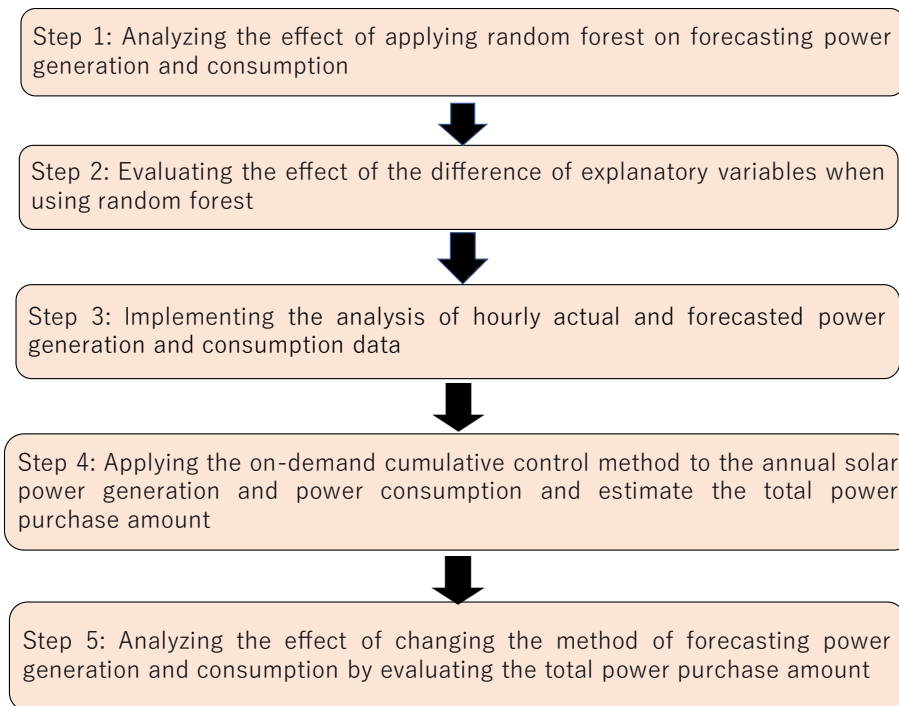 Step 1: Analyzing the effect of applying random forest on forecasting power
generation and consumption
Step 2: Evaluating the effect of the difference of explanatory variables when
using random forest
Step 3: Implementing the analysis of hourly actual and forecasted power
generation and consumption data
Step 4: Applying the on-demand cumulative control method to the annual solar
power generation and power consumption and estimate the total power
purchase amount
Step 5: Analyzing the effect of changing the method of forecasting power
generation and consumption by evaluating the total power purchase amount